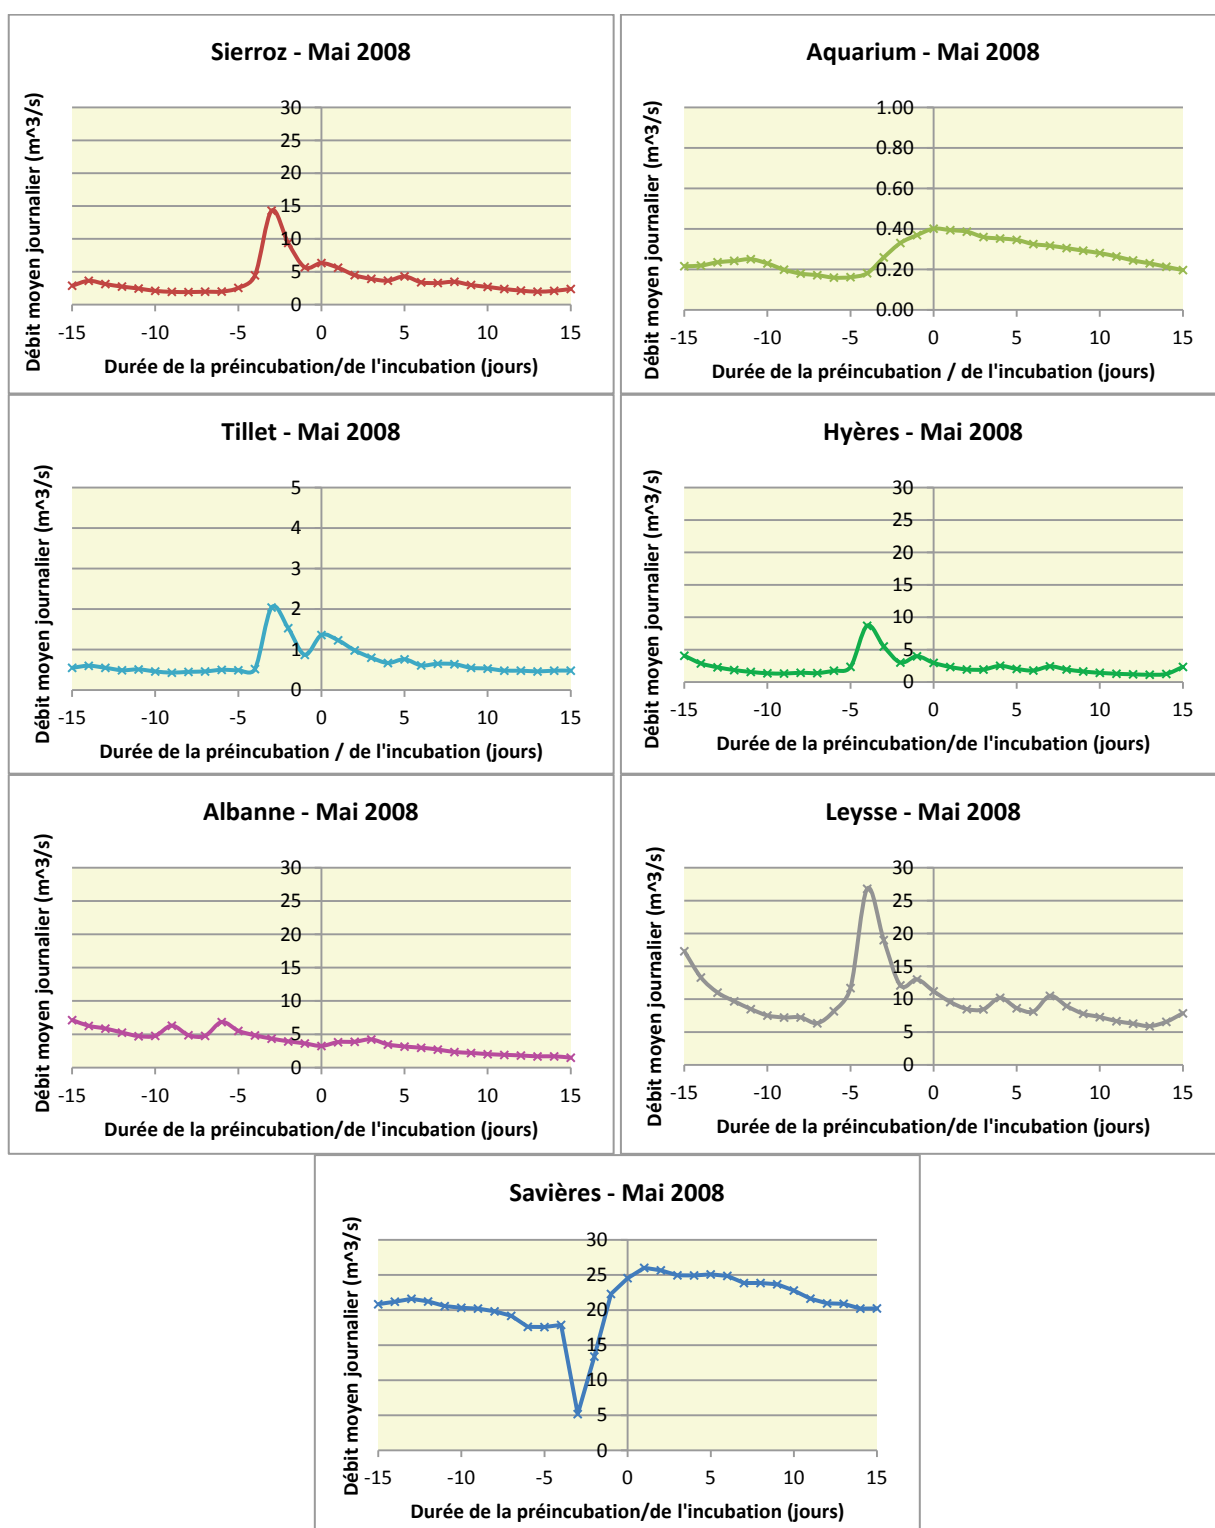 Sierroz - Mai 2008
Débit moyen journalier (m^3/s)
30
25
20
15
10
5
0
-15 -10 -5 0 5 10 15
Durée de la préincubation/de l'incubation (jours)
Aquarium - Mai 2008
Débit moyen journalier (m^3/s)
1.00
0.80
0.60
0.40
0.20
0.00
-15 -10 -5 0 5 10 15
Durée de la préincubation / de l'incubation (jours)
Tillet - Mai 2008
Débit moyen journalier (m^3/s)
5
4
3
2
1
0
-15 -10 -5 0 5 10 15
Durée de la préincubation / de l'incubation (jours)
Hyères - Mai 2008
Débit moyen journalier (m^3/s)
30
25
20
15
10
5
0
-15 -10 -5 0 5 10 15
Durée de la préincubation/de l'incubation (jours)
Albanne - Mai 2008
Débit moyen journalier (m^3/s)
30
25
20
15
10
5
0
-15 -10 -5 0 5 10 15
Durée de la préincubation/de l'incubation (jours)
Leysse - Mai 2008
Débit moyen journalier (m^3/s)
30
25
20
15
10
5
0
-15 -10 -5 0 5 10 15
Durée de la préincubation/de l'incubation (jours)
Savières - Mai 2008
Débit moyen journalier (m^3/s)
30
25
20
15
10
5
0
-15 -10 -5 0 5 10 15
Durée de la préincubation/de l'incubation (jours)